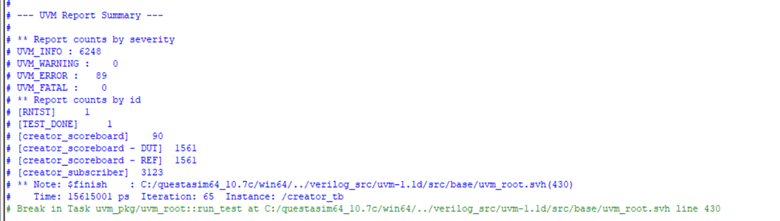 #
# --- UVM Report Summary ---
#
# ** Report counts by severity
# UVM_INFO : 6248
# UVM_WARNING :    0
# UVM_ERROR :   89
# UVM_FATAL :    0
# ** Report counts by id
# [RNTST]     1
# [TEST_DONE]     1
# [creator_scoreboard]    90
# [creator_scoreboard - DUT]  1561
# [creator_scoreboard - REF]  1561
# [creator_subscriber]  3123
# ** Note: $finish    : C:/questasim64_10.7c/win64/../verilog_src/uvm-1.1d/src/base/uvm_root.svh(430)
#    Time: 15615001 ps  Iteration: 65  Instance: /creator_tb
# Break in Task uvm_pkg/uvm_root::run_test at C:/questasim64_10.7c/win64/../verilog_src/uvm-1.1d/src/base/uvm_root.svh line 430